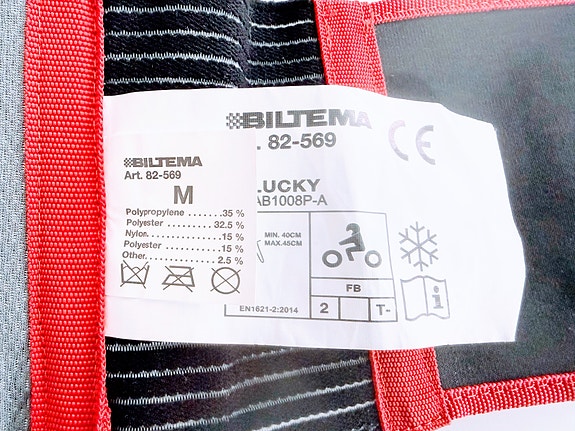 BILTEMA
Art. 82-569
M
Polypropylene .......35 %
Polyester ........32.5 %
Nylon. ..............15 %
Polyester ...........15 %
Other. ..............2.5 %
BILTEMA
. 82-569
CE
LUCKY
AB1008P-A
MIN. 40CM
MAX.45CM
FB
2
T-
EN1621-2:2014
i